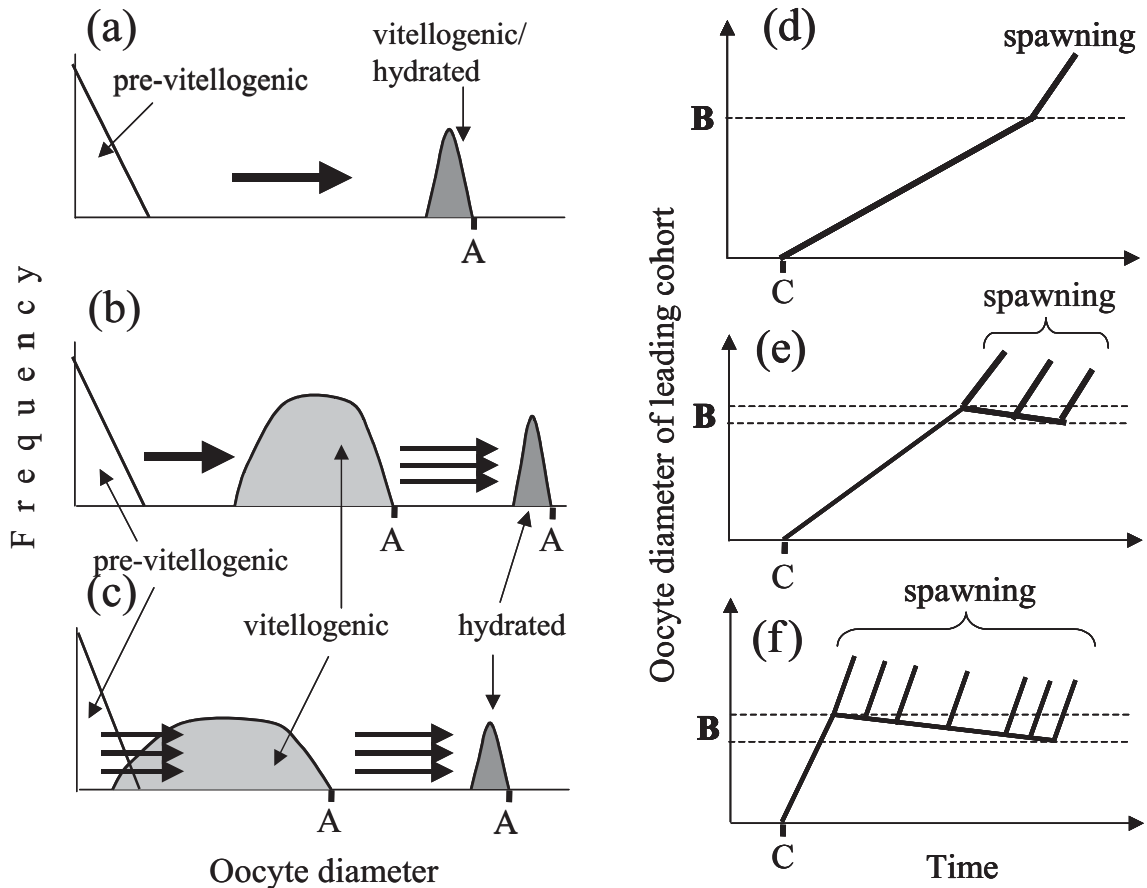 (a)
vitellogenic/
hydrated
pre-vitellogenic
A
(b)
A
A
pre-vitellogenic
(c)
vitellogenic
hydrated
A
A
F r e q u e n c y
Oocyte diameter
(d)
spawning
B
C
spawning
(e)
B
C
spawning
(f)
B
C
Oocyte diameter of leading cohort
Time